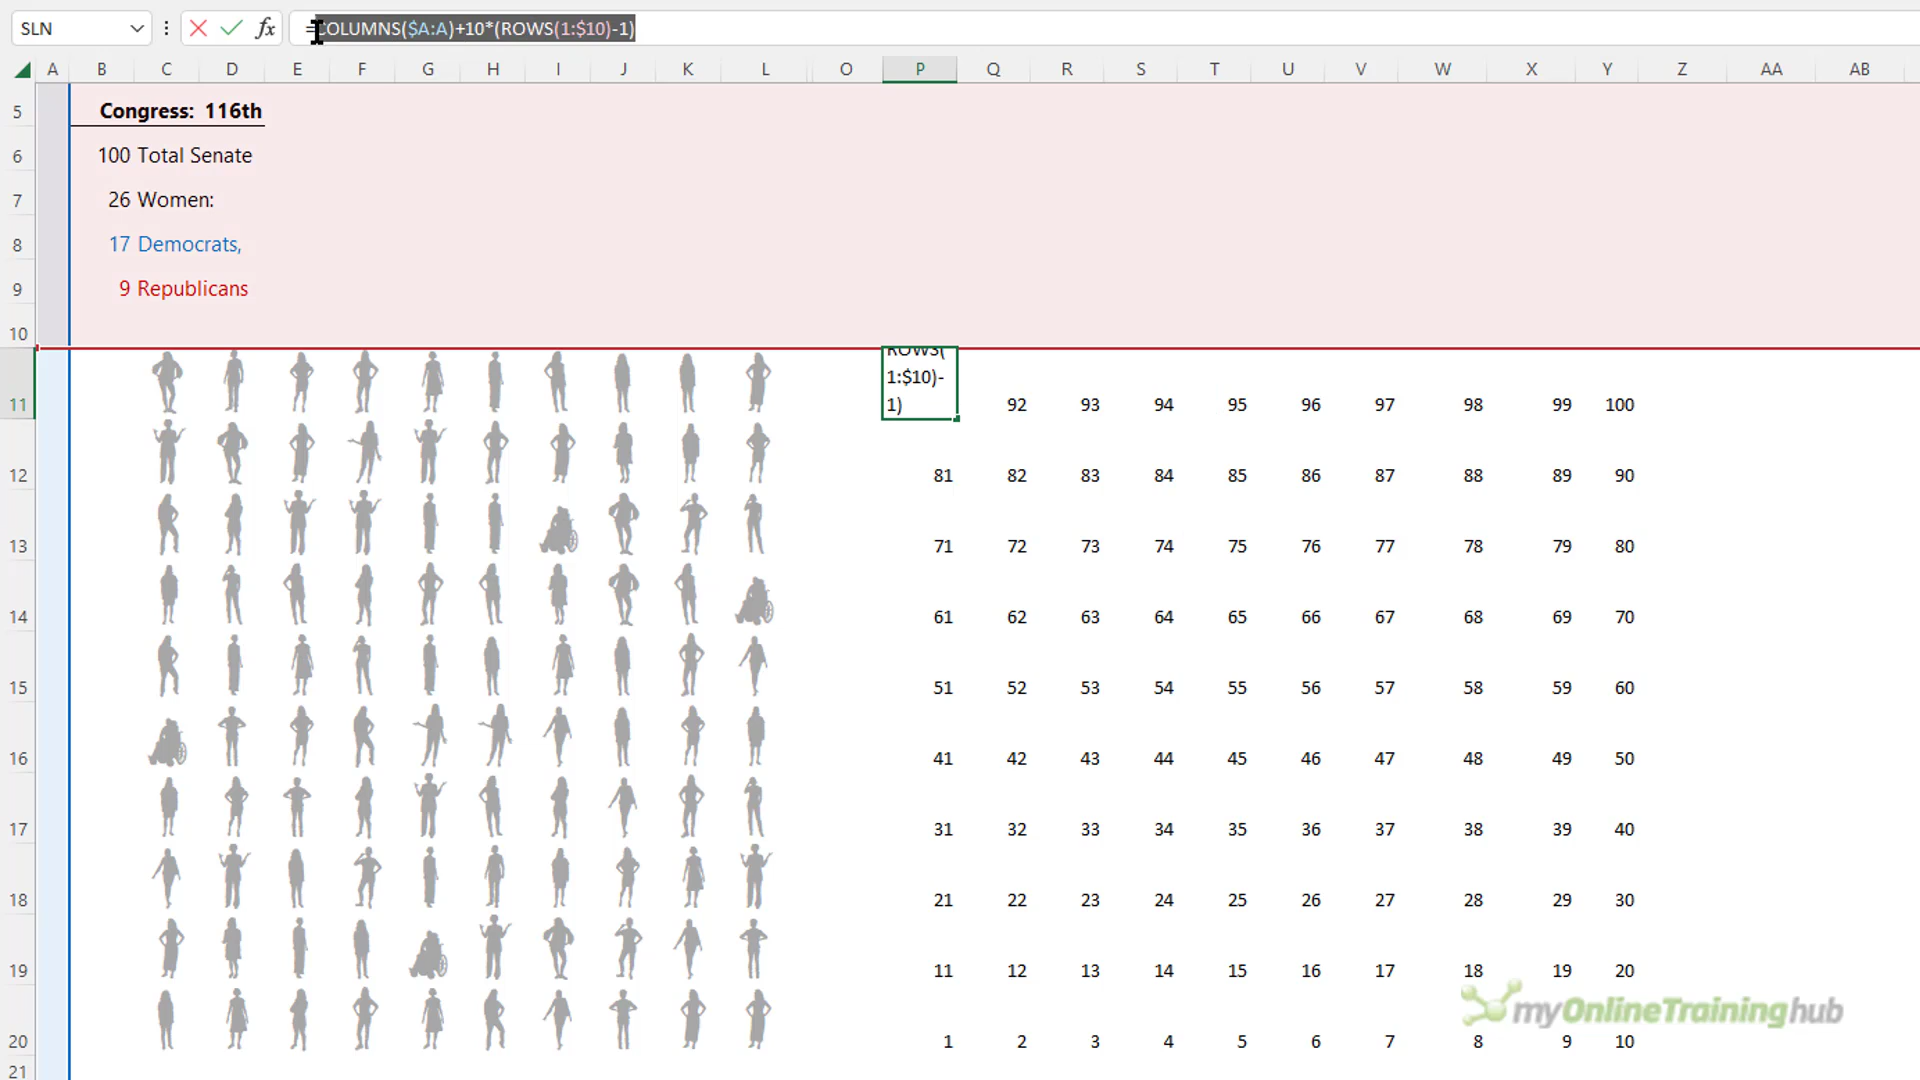 SLN
fx
=COLUMNS($A:A)+10*(ROWS(1:$10)-1)
A B C D E F G H I J K L O P Q R S T U V W X Y Z AA AB
5 Congress: 116th
6 100 Total Senate
7 26 Women:
8 17 Democrats,
9 9 Republicans
10
ROWS(
1:$10)-
11 1) 92 93 94 95 96 97 98 99 100
12 81 82 83 84 85 86 87 88 89 90
13 71 72 73 74 75 76 77 78 79 80
14 61 62 63 64 65 66 67 68 69 70
15 51 52 53 54 55 56 57 58 59 60
16 41 42 43 44 45 46 47 48 49 50
17 31 32 33 34 35 36 37 38 39 40
18 21 22 23 24 25 26 27 28 29 30
19 11 12 13 14 15 16 17 18 19 20
myOnlineTraininghub
20 1 2 3 4 5 6 7 8 9 10
21